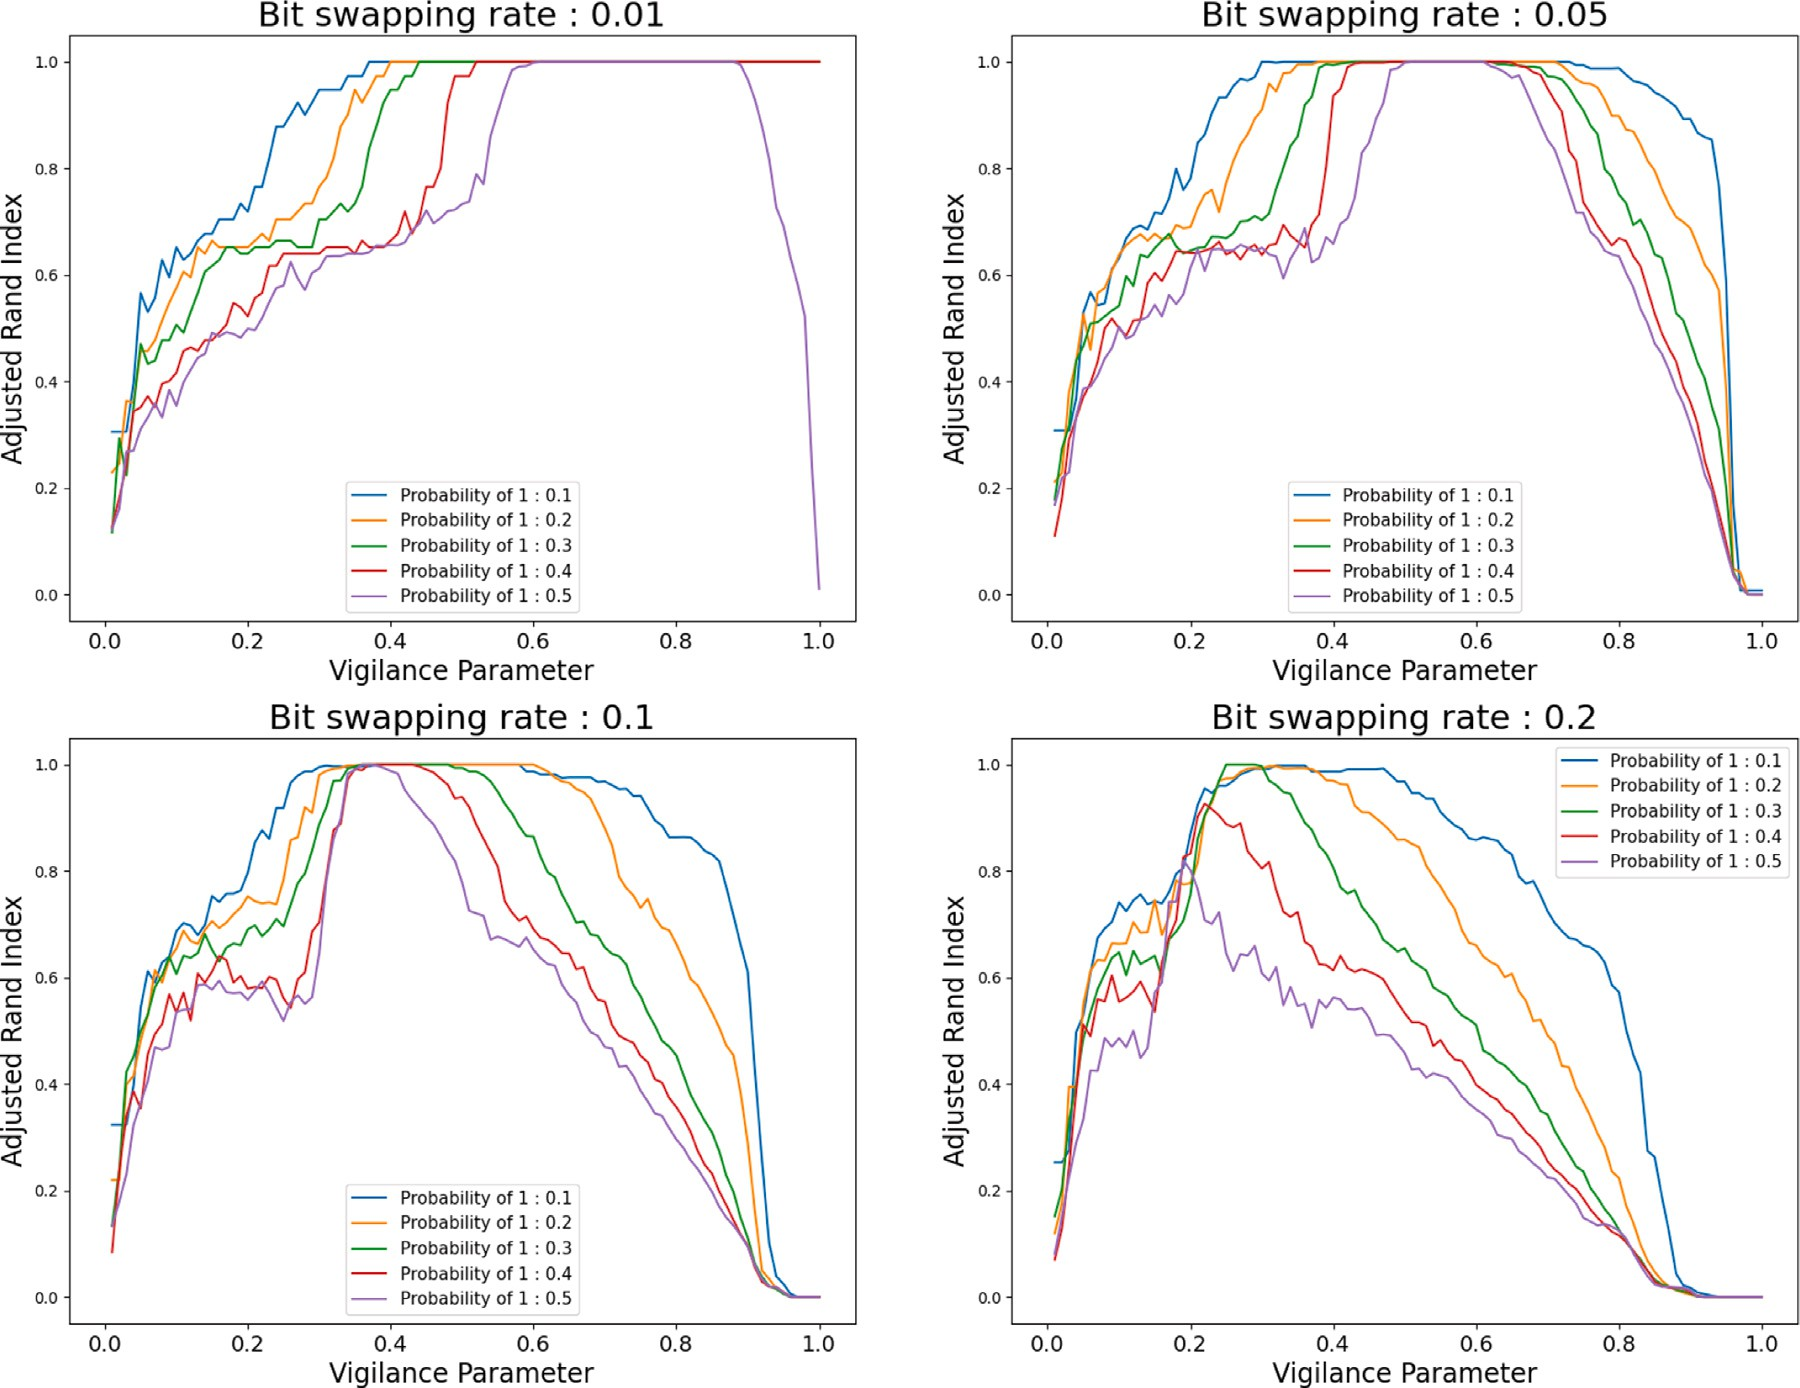 Bit swapping rate : 0.01
1.0
0.8
0.6
0.4
0.2
0.0
Adjusted Rand Index
Probability of 1 : 0.1
Probability of 1 : 0.2
Probability of 1 : 0.3
Probability of 1 : 0.4
Probability of 1 : 0.5
0.0 0.2 0.4 0.6 0.8 1.0
Vigilance Parameter
Bit swapping rate : 0.05
1.0
0.8
0.6
0.4
0.2
0.0
Adjusted Rand Index
Probability of 1 : 0.1
Probability of 1 : 0.2
Probability of 1 : 0.3
Probability of 1 : 0.4
Probability of 1 : 0.5
0.0 0.2 0.4 0.6 0.8 1.0
Vigilance Parameter
Bit swapping rate : 0.1
1.0
0.8
0.6
0.4
0.2
0.0
Adjusted Rand Index
Probability of 1 : 0.1
Probability of 1 : 0.2
Probability of 1 : 0.3
Probability of 1 : 0.4
Probability of 1 : 0.5
0.0 0.2 0.4 0.6 0.8 1.0
Vigilance Parameter
Bit swapping rate : 0.2
1.0
0.8
0.6
0.4
0.2
0.0
Adjusted Rand Index
Probability of 1 : 0.1
Probability of 1 : 0.2
Probability of 1 : 0.3
Probability of 1 : 0.4
Probability of 1 : 0.5
0.0 0.2 0.4 0.6 0.8 1.0
Vigilance Parameter